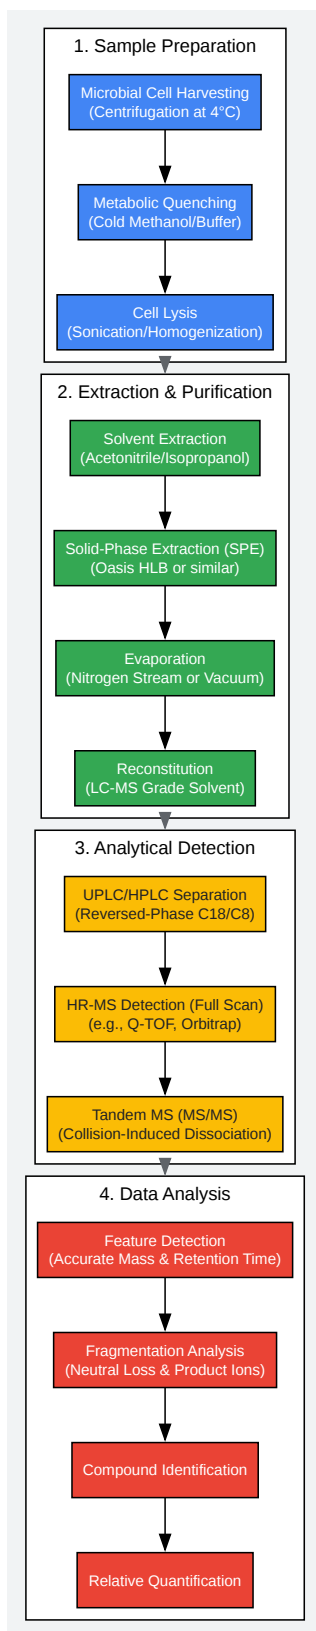 1. Sample Preparation
Microbial Cell Harvesting
(Centrifugation at 4°C)
Metabolic Quenching
(Cold Methanol/Buffer)
Cell Lysis
(Sonication/Homogenization)
2. Extraction & Purification
Solvent Extraction
(Acetonitrile/Isopropanol)
Solid-Phase Extraction (SPE)
(Oasis HLB or similar)
Evaporation
(Nitrogen Stream or Vacuum)
Reconstitution
(LC-MS Grade Solvent)
3. Analytical Detection
UPLC/HPLC Separation
(Reversed-Phase C18/C8)
HR-MS Detection (Full Scan)
(e.g., Q-TOF, Orbitrap)
Tandem MS (MS/MS)
(Collision-Induced Dissociation)
4. Data Analysis
Feature Detection
(Accurate Mass & Retention Time)
Fragmentation Analysis
(Neutral Loss & Product Ions)
Compound Identification
Relative Quantification